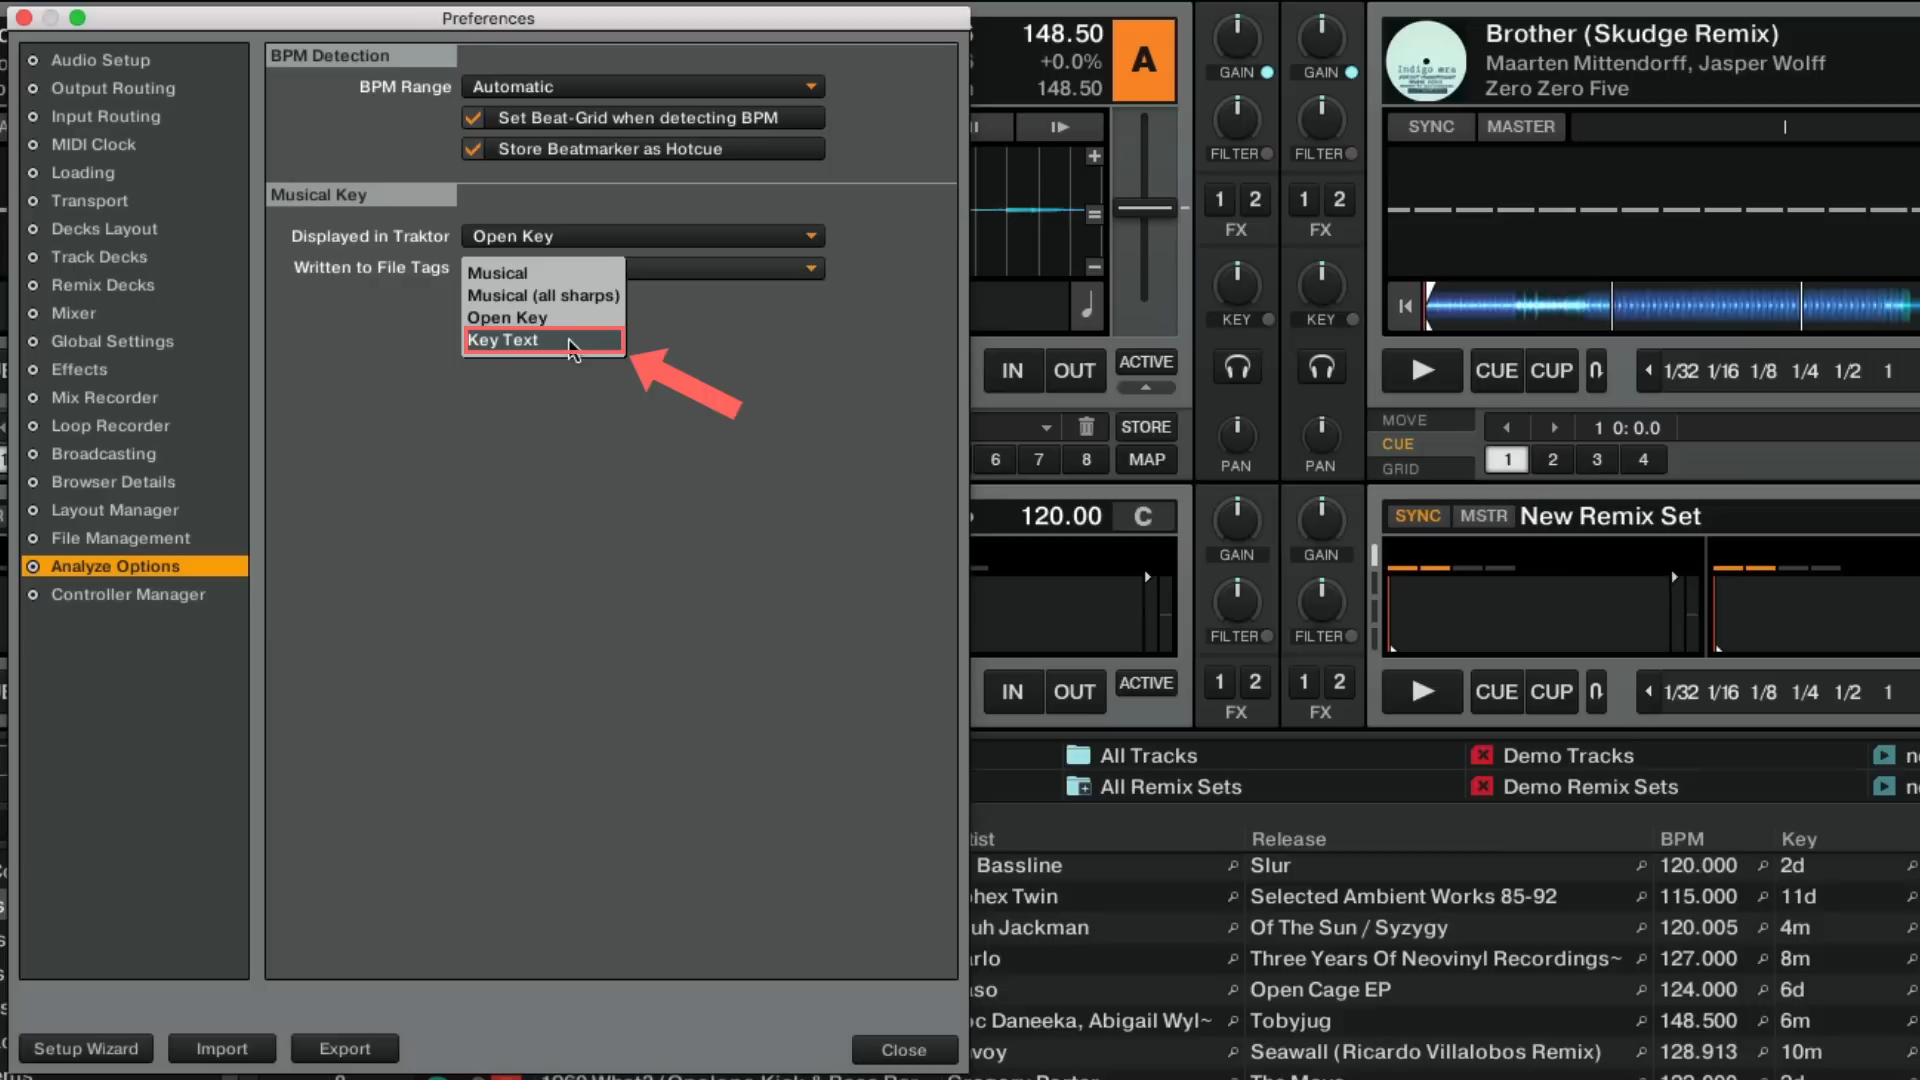 Preferences
Audio Setup
Output Routing
Input Routing
MIDI Clock
Loading
Transport
Decks Layout
Track Decks
Remix Decks
Mixer
Global Settings
Effects
Mix Recorder
Loop Recorder
Broadcasting
Browser Details
Layout Manager
File Management
Analyze Options
Controller Manager
BPM Detection
BPM Range Automatic
Set Beat-Grid when detecting BPM
Store Beatmarker as Hotcue
Musical Key
Displayed in Traktor Open Key
Written to File Tags
Musical
Musical (all sharps)
Open Key
Key Text
Setup Wizard Import Export Close
148.50
+0.0%
148.50
A
IN OUT ACTIVE
STORE
6 7 8 MAP
GAIN GAIN
FILTER FILTER
1 2 1 2
FX FX
KEY KEY
PAN PAN
Brother (Skudge Remix)
Maarten Mittendorff, Jasper Wolff
Zero Zero Five
SYNC MASTER
CUE CUP 1/32 1/16 1/8 1/4 1/2 1
MOVE
CUE
GRID
1 0:0.0
1 2 3 4
120.00 C
IN OUT ACTIVE
GAIN GAIN
FILTER FILTER
1 2 1 2
FX FX
SYNC MSTR New Remix Set
CUE CUP 1/32 1/16 1/8 1/4 1/2 1
All Tracks Demo Tracks
All Remix Sets Demo Remix Sets
Release BPM Key
Bassline Slur 120.000 2d
hex Twin Selected Ambient Works 85-92 115.000 11d
uh Jackman Of The Sun / Syzygy 120.005 4m
rlo Three Years Of Neovinyl Recordings~ 127.000 8m
so Open Cage EP 124.000 6d
c Daneeka, Abigail Wyl~ Tobyjug 148.500 6m
voy Seawall (Ricardo Villalobos Remix) 128.913 10m